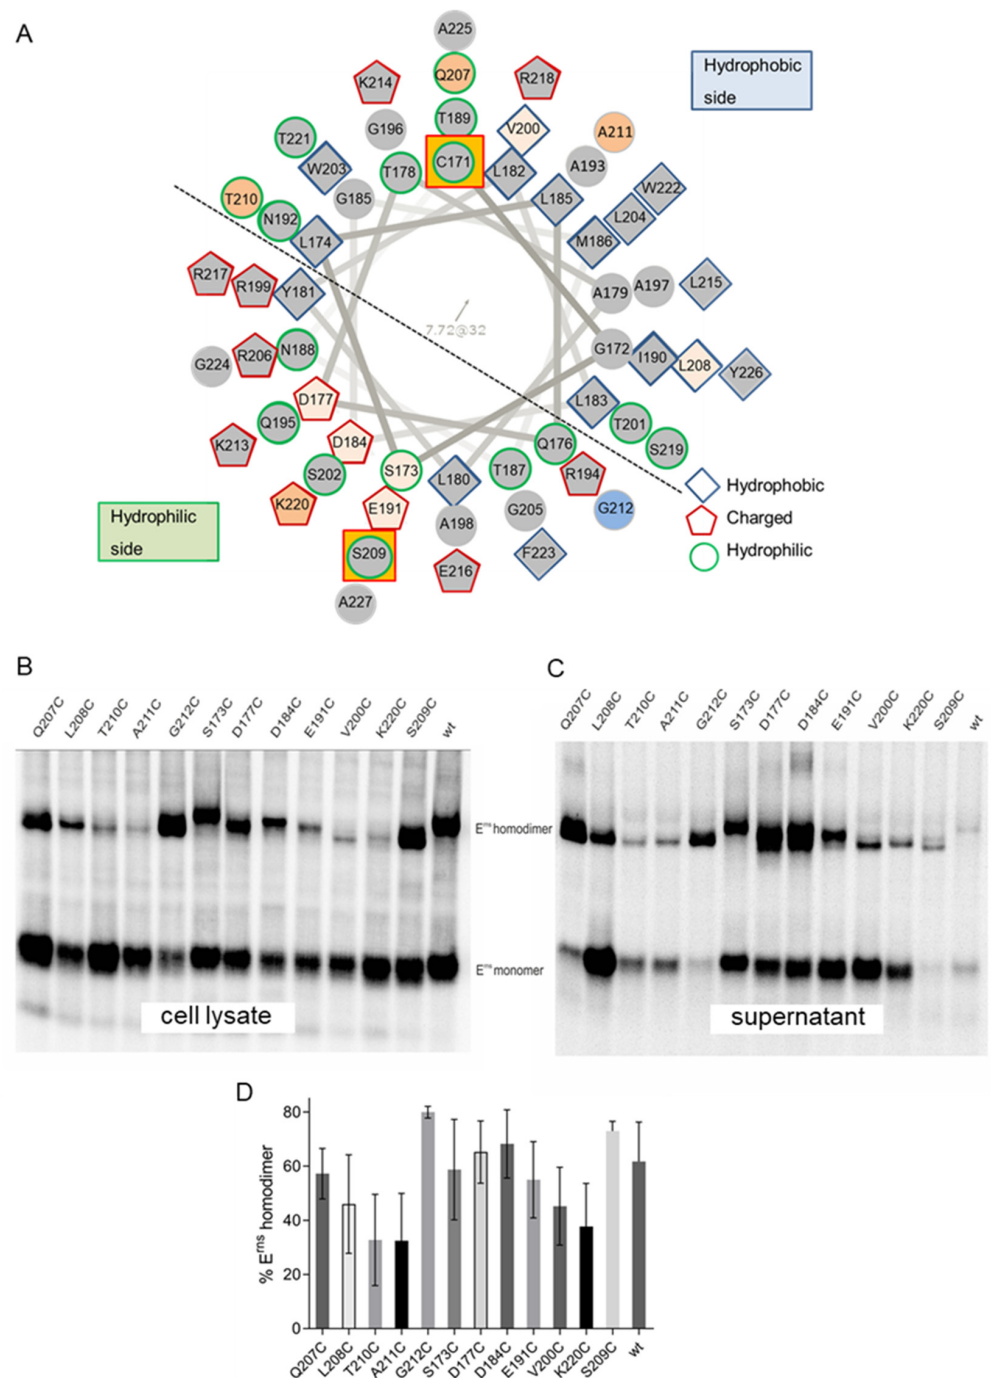 A
A225
Q207
K214
R218
Hydrophobic
side
T189
G196
V200
A211
T221
C171
A193
W203
T178
L182
W222
T210
G185
L185
L204
N192
L174
M186
R217
R199
Y181
A179
A197
L215
7.72@32
G224
R206
N188
G172
I190
L208
Y226
D177
L183
K213
Q195
D184
Q176
T201
S219
S202
S173
L180
T187
R194
Hydrophobic
K220
E191
G205
G212
Charged
Hydrophilic
side
A198
S209
E216
F223
Hydrophilic
A227
B
Q207C L208C T210C A211C G212C S173C D177C D184C E191C V200C K220C S209C wt
C
Q207C L208C T210C A211C G212C S173C D177C D184C E191C V200C K220C S209C wt
Erns homodimer
Erns monomer
cell lysate
supernatant
D
% Erns homodimer
80
60
40
20
0
Q207C L208C T210C A211C G212C S173C D177C D184C E191C V200C K220C S209C wt